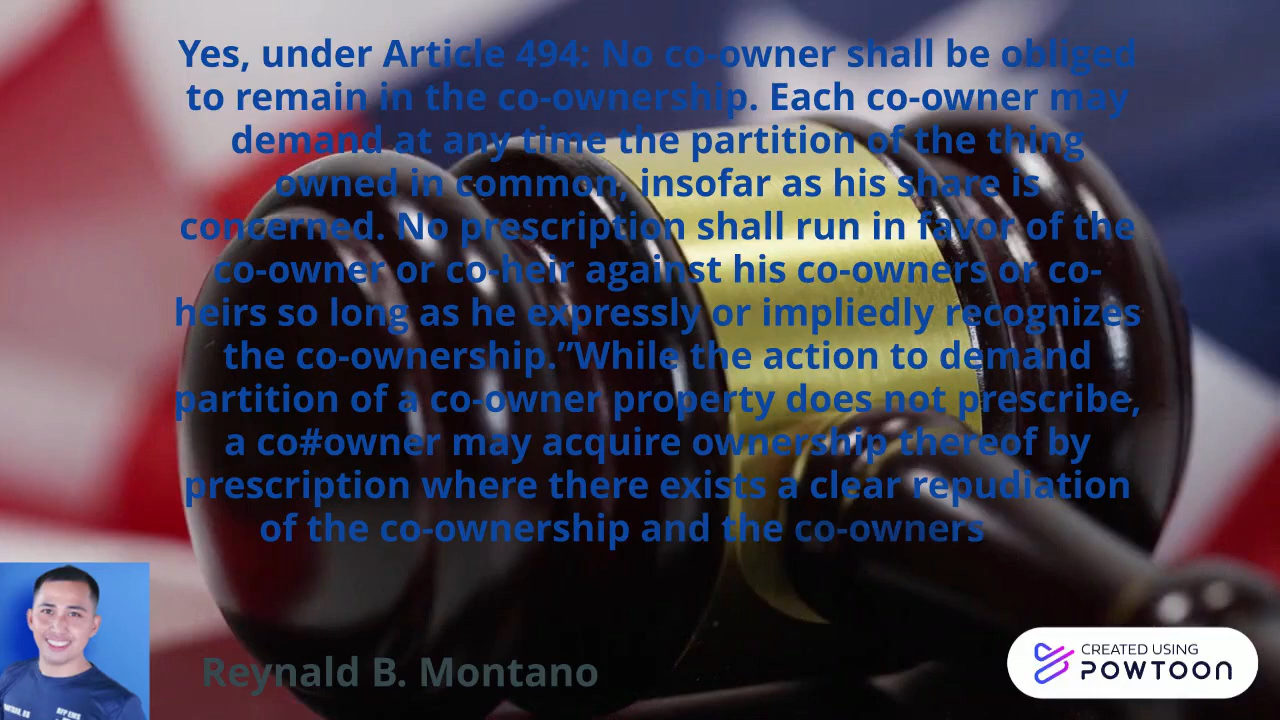 Yes, under Article 494: No co-owner shall be obliged
to remain in the co-ownership. Each co-owner may
demand at any time the partition of the thing
owned in common, insofar as his share is
concerned. No prescription shall run in favor of the
co-owner or co-heir against his co-owners or co-
heirs so long as he expressly or impliedly recognizes
the co-ownership.”While the action to demand
partition of a co-owner property does not prescribe,
a co#owner may acquire ownership thereof by
prescription where there exists a clear repudiation
of the co-ownership and the co-owners
Reynald B. Montano
CREATED USING
POWTOON